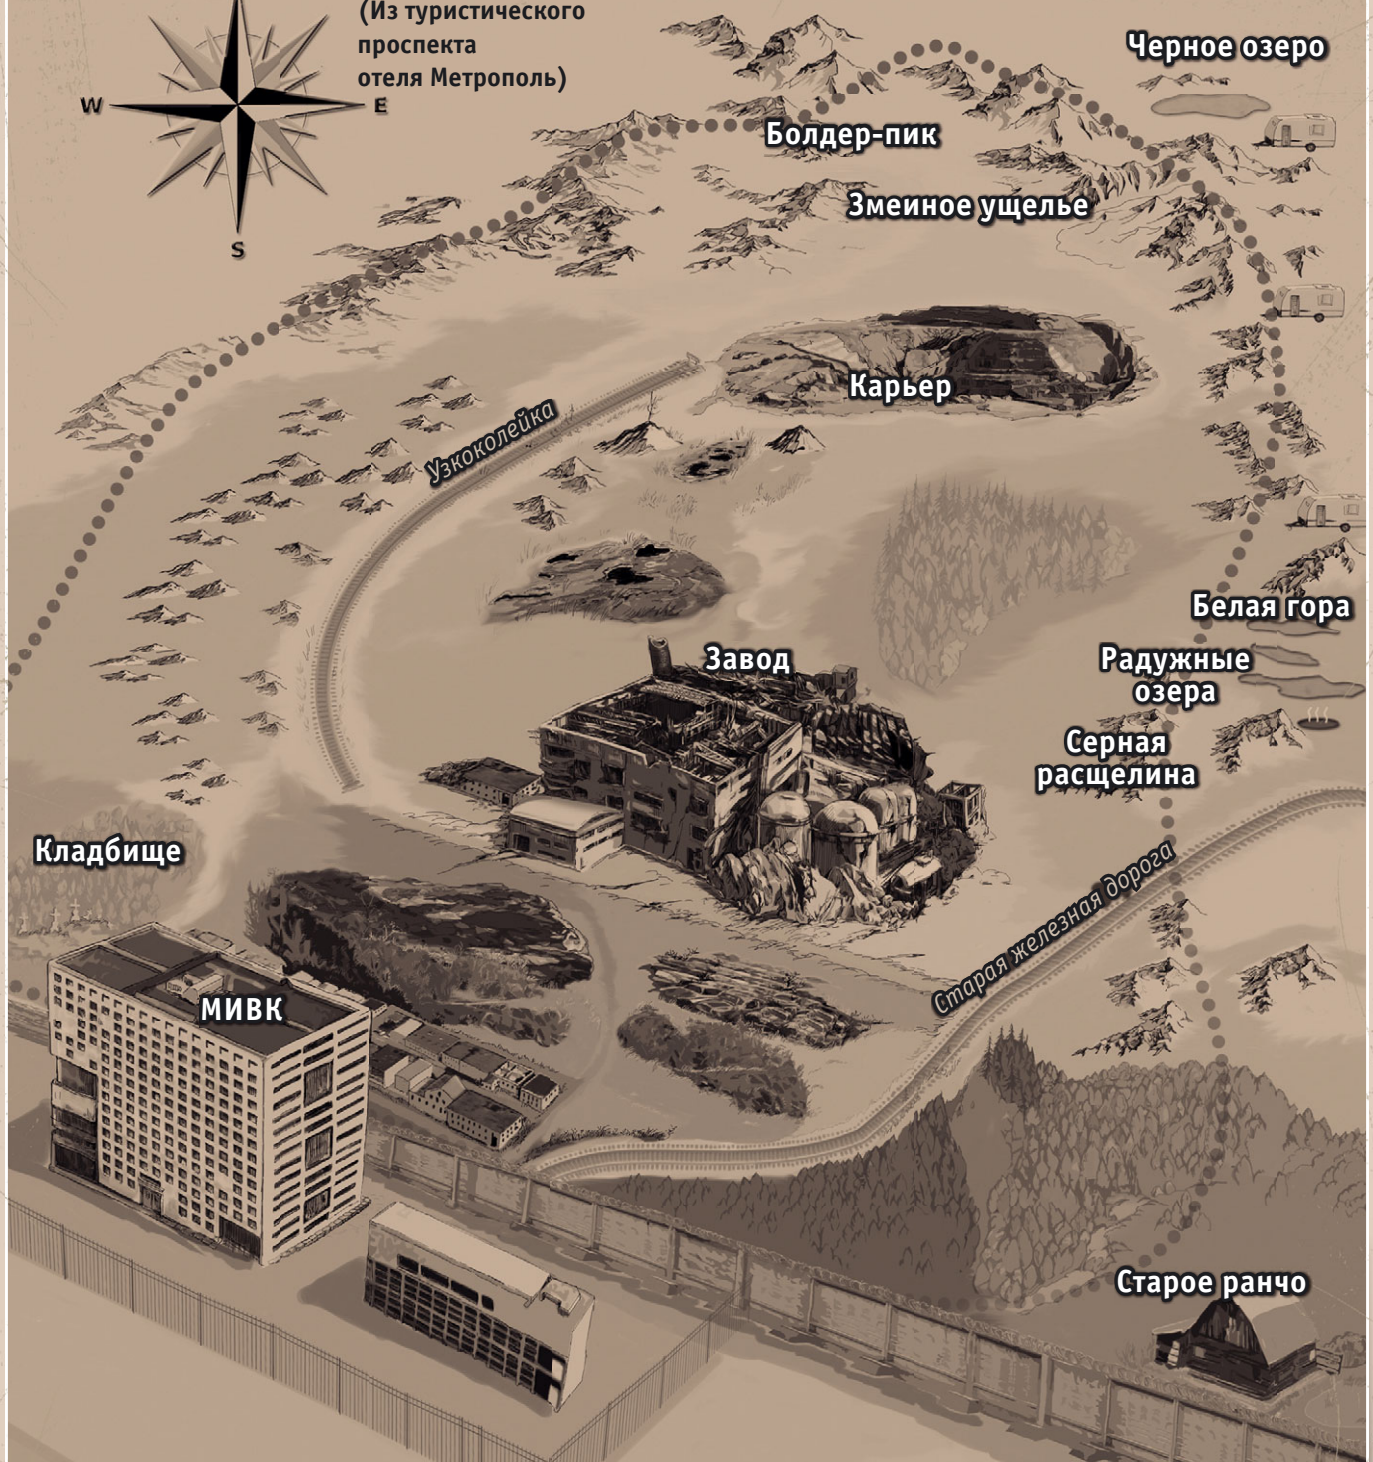 (Из туристического
проспекта
отеля Метрополь)
W
E
S
Черное озеро
Болдер-пик
Змеиное ущелье
Карьер
Узкоколейка
Белая гора
Завод
Радужные
озера
Серная
расщелина
Кладбище
Старая железная дорога
МИВК
Старое ранчо